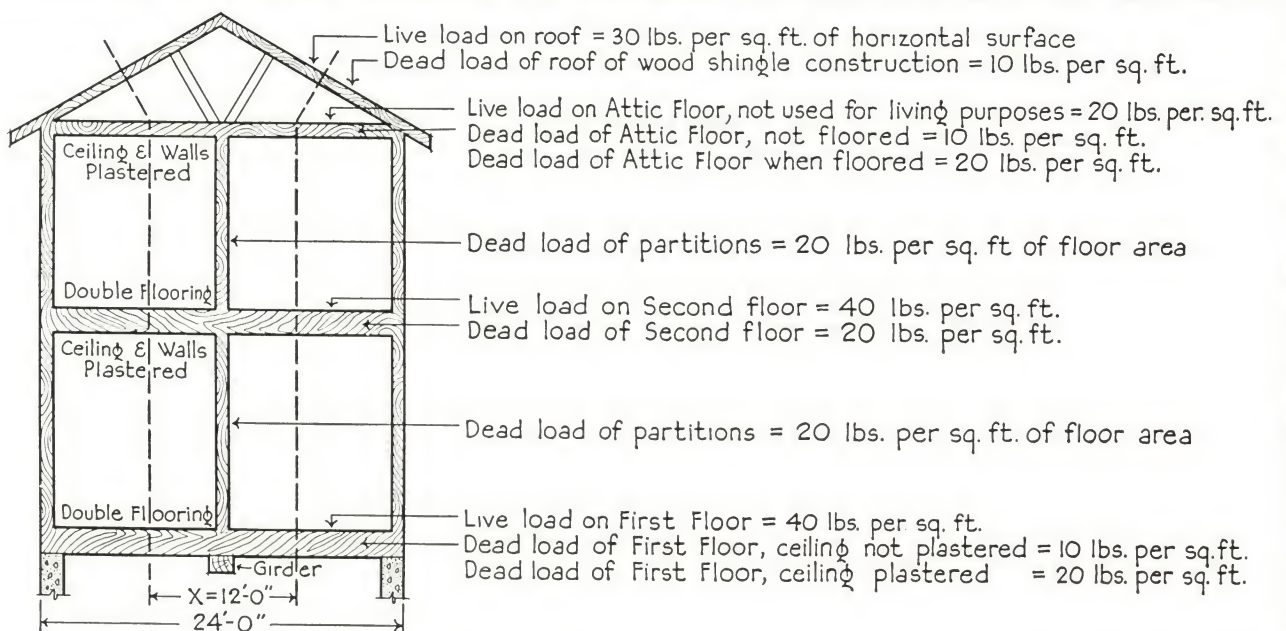 Live load on roof = 30 lbs. per sq. ft. of horizontal surface
Dead load of roof of wood shingle construction = 10 lbs. per sq. ft.
Live load on Attic Floor, not used for living purposes = 20 lbs. per. sq. ft.
Dead load of Attic Floor, not floored = 10 lbs. per sq. ft.
Dead load of Attic Floor when floored = 20 lbs. per sq. ft.
Ceiling & Walls
Plastered
Dead load of partitions = 20 lbs. per sq. ft of floor area
Double Flooring
Live load on Second floor = 40 lbs. per sq. ft.
Dead load of Second floor = 20 lbs. per sq. ft.
Ceiling & Walls
Plastered
Dead load of partitions = 20 lbs. per sq. ft. of floor area
Double Flooring
Live load on First Floor = 40 lbs. per sq. ft.
Dead load of First Floor, ceiling not plastered = 10 lbs. per sq. ft.
Dead load of First Floor, ceiling plastered = 20 lbs. per sq. ft.
Girder
X=12'-0"
24'-0"